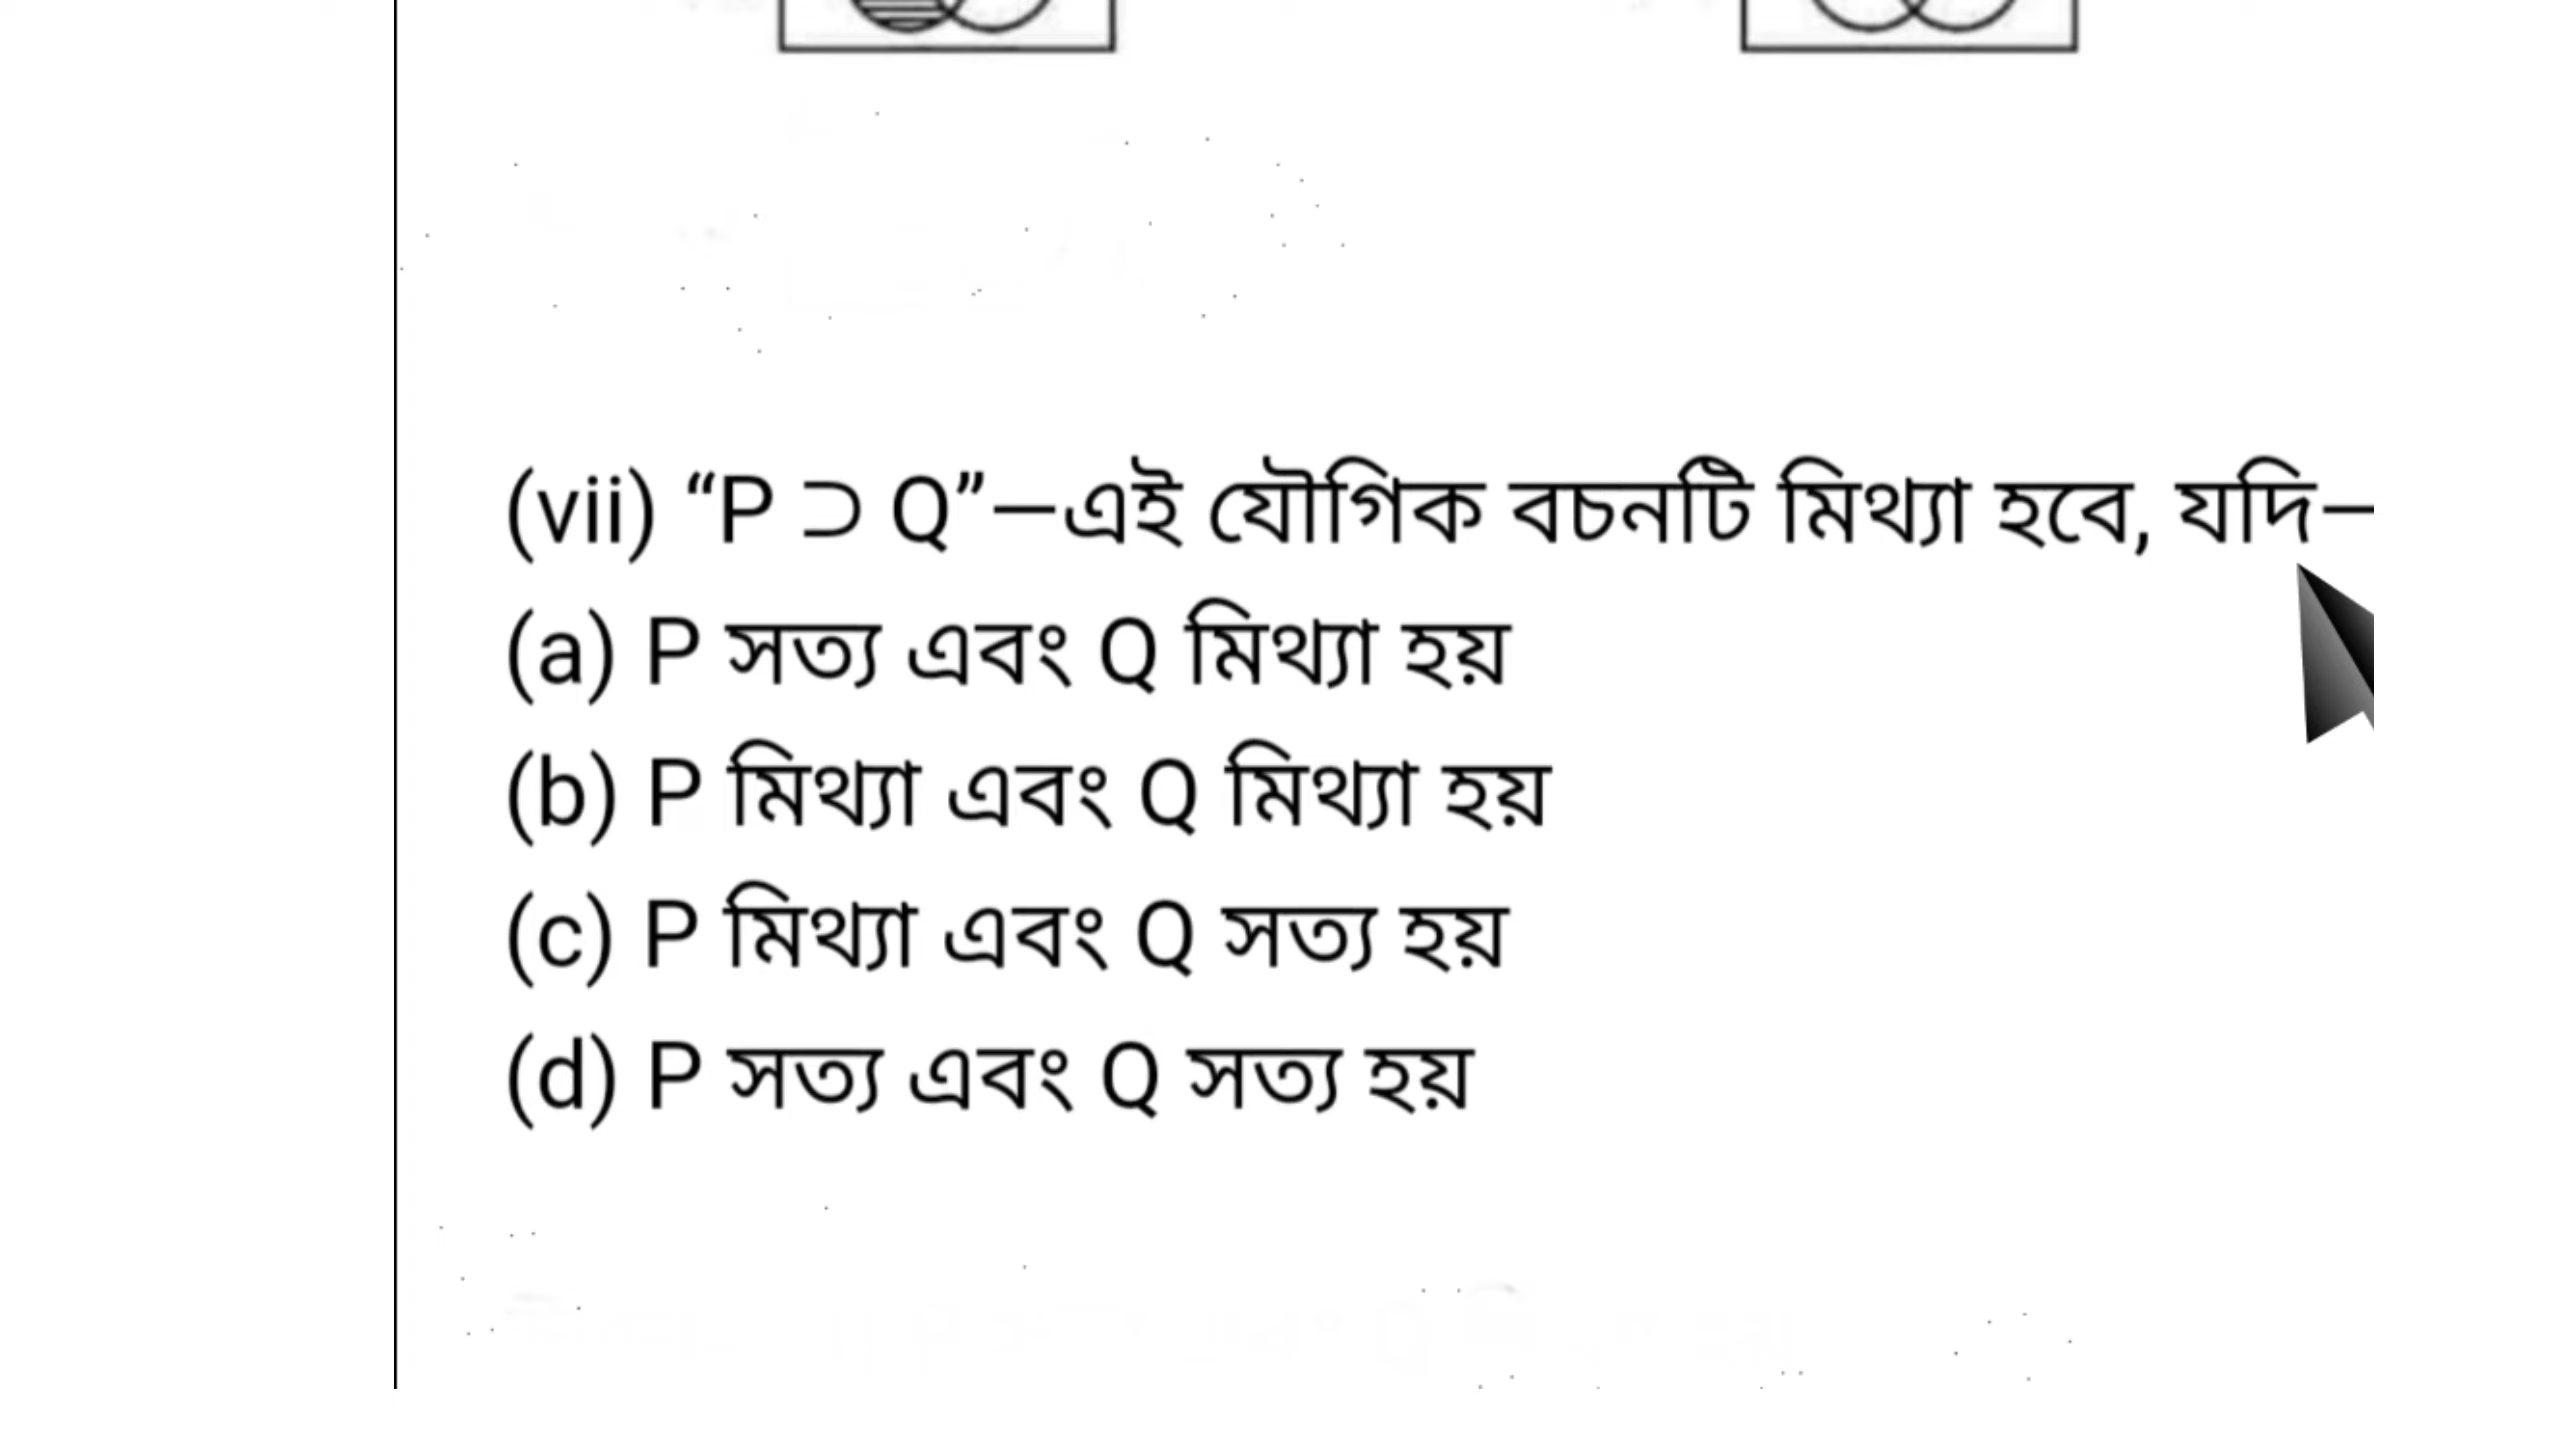 (vii) “P ⊃ Q”—এই যৌগিক বচনটি মিথ্যা হবে, যদি—
(a) P সত্য এবং Q মিথ্যা হয়
(b) P মিথ্যা এবং Q মিথ্যা হয়
(c) P মিথ্যা এবং Q সত্য হয়
(d) P সত্য এবং Q সত্য হয়